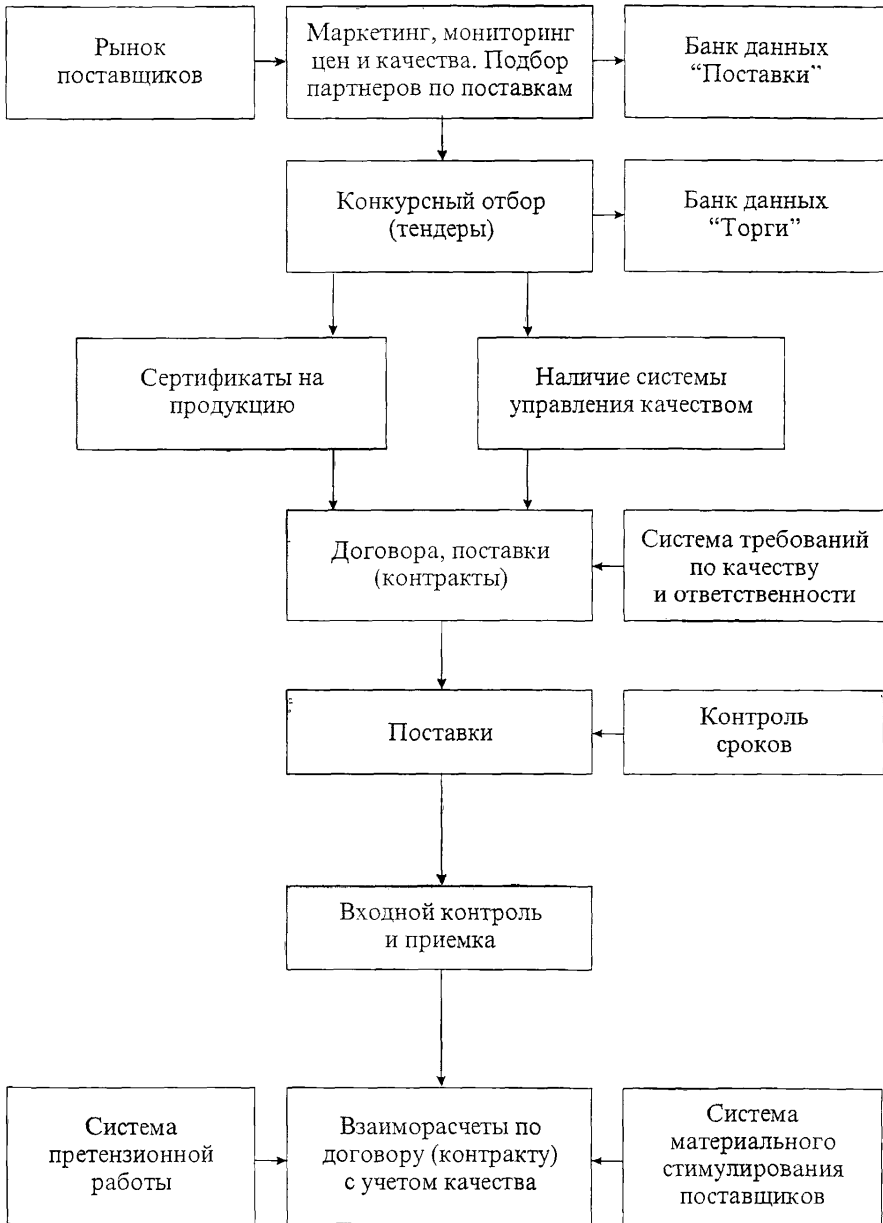 Рынок
поставщиков
Маркетинг, мониторинг
цен и качества. Подбор
партнеров по поставкам
Банк данных
“Поставки”
Конкурсный отбор
(тендеры)
Банк данных
“Торги”
Сертификаты на
продукцию
Наличие системы
управления качеством
Договора, поставки
(контракты)
Система требований
по качеству
и ответственности
Поставки
Контроль
сроков
Входной контроль
и приемка
Система
претензионной
работы
Взаиморасчеты по
договору (контракту)
с учетом качества
Система
материального
стимулирования
поставщиков